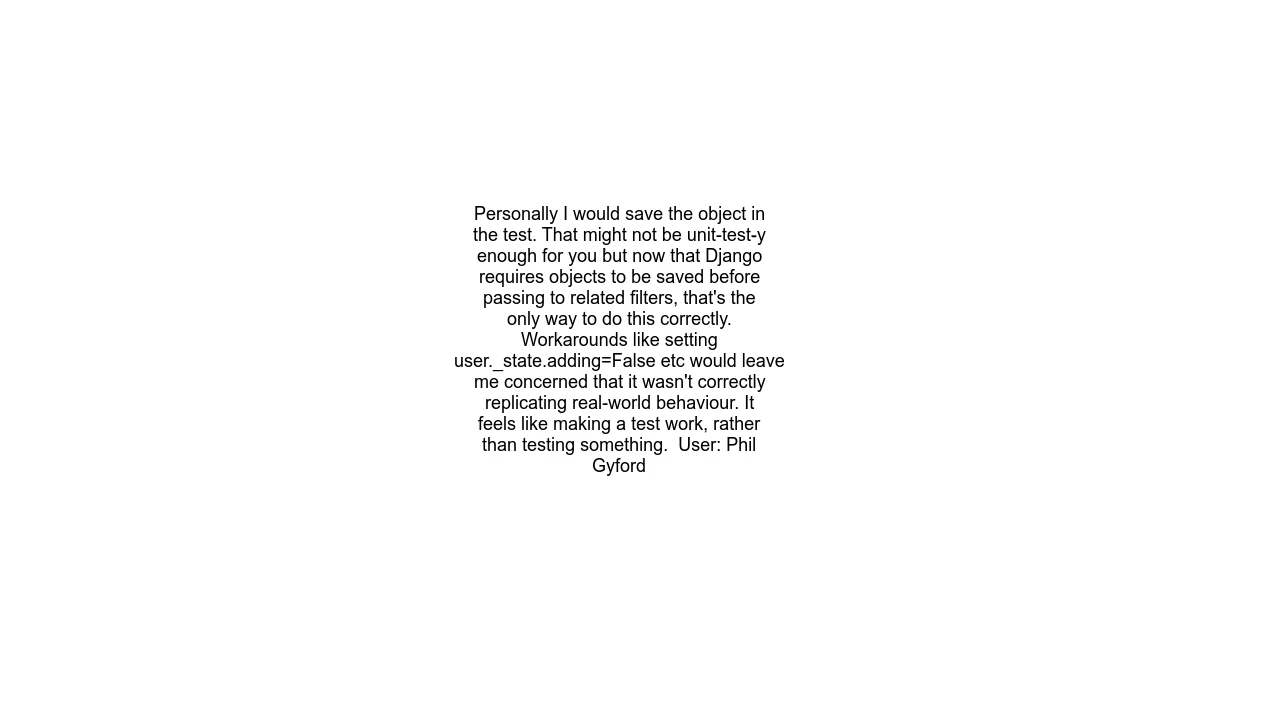 Personally I would save the object in
the test. That might not be unit-test-y
enough for you but now that Django
requires objects to be saved before
passing to related filters, that's the
only way to do this correctly.
Workarounds like setting
user._state.adding=False etc would leave
me concerned that it wasn't correctly
replicating real-world behaviour. It
feels like making a test work, rather
than testing something.  User: Phil
Gyford